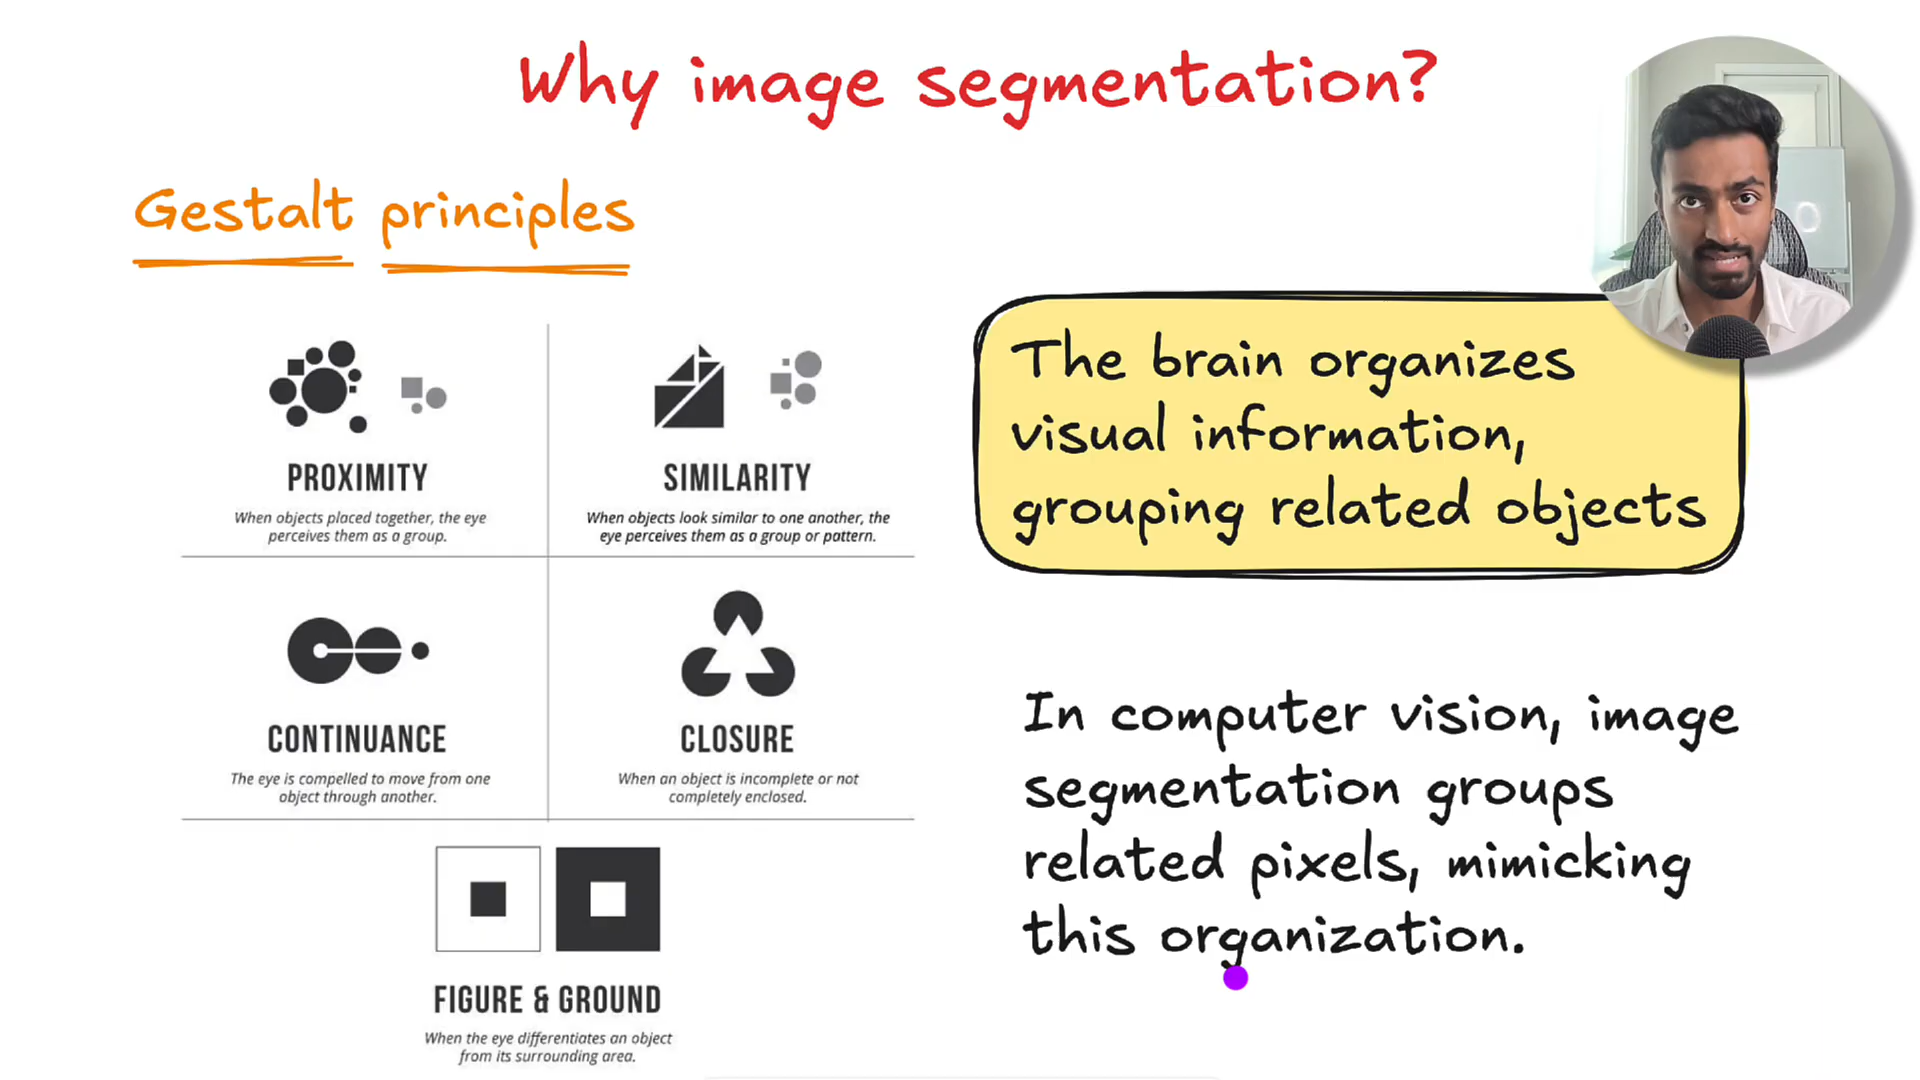 Why image segmentation?
Gestalt principles
PROXIMITY
When objects placed together, the eye
perceives them as a group.
SIMILARITY
When objects look similar to one another, the
eye perceives them as a group or pattern.
CONTINUANCE
The eye is compelled to move from one
object through another.
CLOSURE
When an object is incomplete or not
completely enclosed.
FIGURE & GROUND
When the eye differentiates an object
from its surrounding area.
The brain organizes
visual information,
grouping related objects
In computer vision, image
segmentation groups
related pixels, mimicking
this organization.